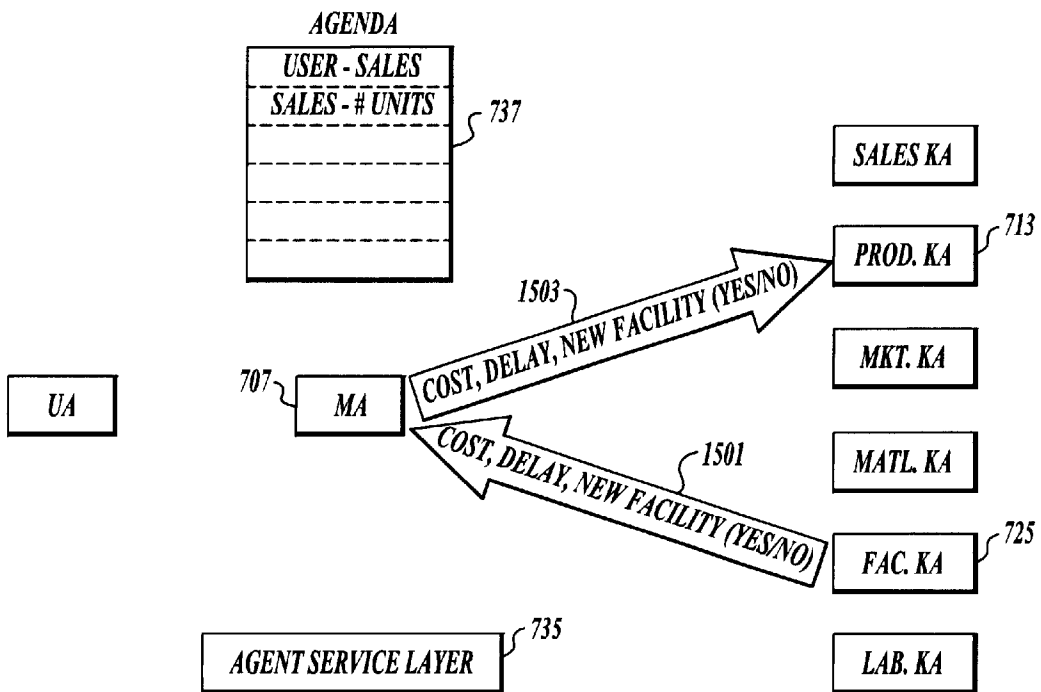 AGENDA
USER - SALES
SALES - # UNITS
737
SALES KA
PROD. KA
713
1503
COST, DELAY, NEW FACILITY (YES/NO)
MKT. KA
UA
707
MA
COST, DELAY, NEW FACILITY (YES/NO)
1501
MATL. KA
FAC. KA
725
AGENT SERVICE LAYER
735
LAB. KA